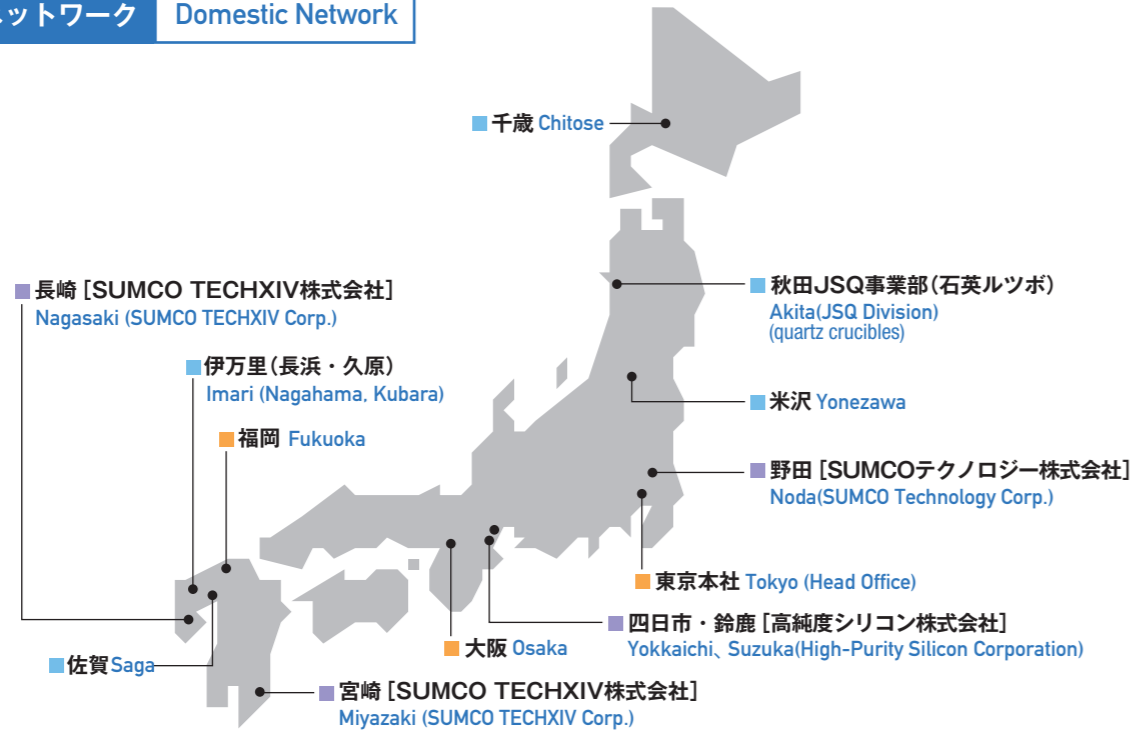 ットワーク
Domestic Network
千歳 Chitose
長崎 [SUMCO TECHXIV株式会社]
Nagasaki (SUMCO TECHXIV Corp.)
秋田JSQ事業部(石英ルツボ)
Akita(JSQ Division)
(quartz crucibles)
伊万里(長浜・久原)
Imari (Nagahama, Kubara)
米沢 Yonezawa
福岡 Fukuoka
野田 [SUMCOテクノロジー株式会社]
Noda(SUMCO Technology Corp.)
東京本社 Tokyo (Head Office)
四日市・鈴鹿 [高純度シリコン株式会社]
Yokkaichi、Suzuka(High-Purity Silicon Corporation)
大阪 Osaka
佐賀 Saga
宮崎 [SUMCO TECHXIV株式会社]
Miyazaki (SUMCO TECHXIV Corp.)